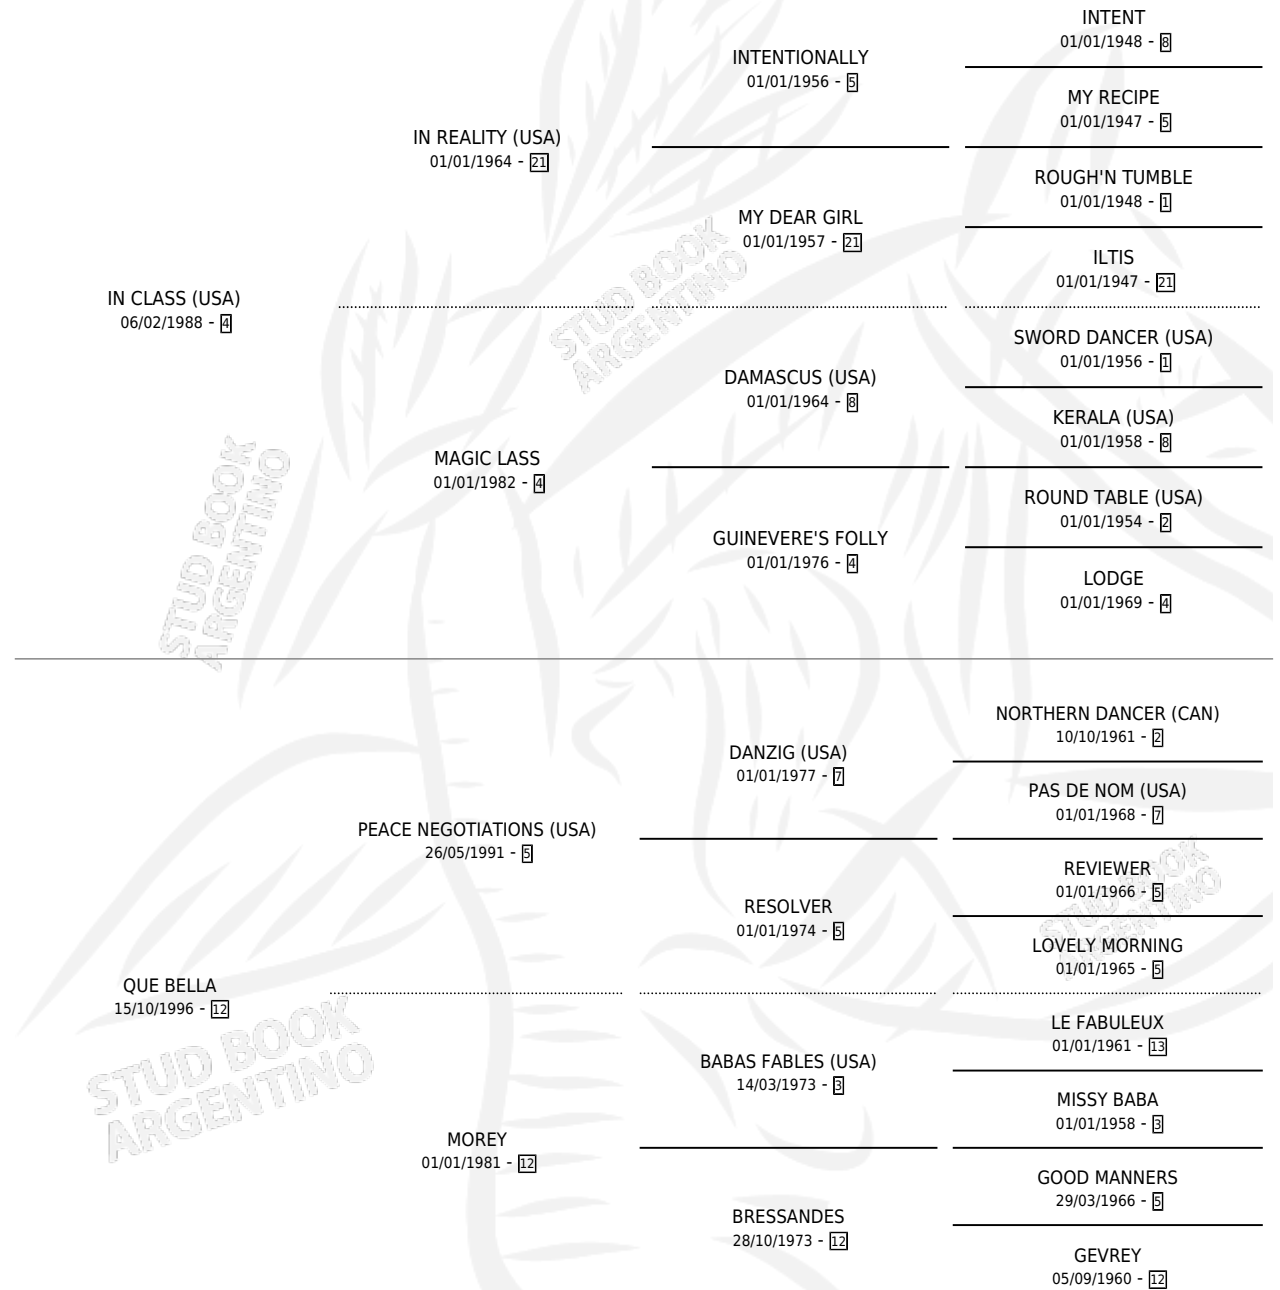 INTENT
01/01/1948 - 8
INTENTIONALLY
01/01/1956 - 5
MY RECIPE
01/01/1947 - 5
IN REALITY (USA)
01/01/1964 - 21
ROUGH'N TUMBLE
01/01/1948 - 1
MY DEAR GIRL
01/01/1957 - 21
ILTIS
01/01/1947 - 21
IN CLASS (USA)
06/02/1988 - 4
STUD BOOK
ARGENTINO
SWORD DANCER (USA)
01/01/1956 - 1
DAMASCUS (USA)
01/01/1964 - 8
KERALA (USA)
01/01/1958 - 8
MAGIC LASS
01/01/1982 - 4
ROUND TABLE (USA)
01/01/1954 - 2
GUINEVERE'S FOLLY
01/01/1976 - 4
LODGE
01/01/1969 - 4
STUD BOOK
ARGENTINO
NORTHERN DANCER (CAN)
10/10/1961 - 2
DANZIG (USA)
01/01/1977 - 7
PAS DE NOM (USA)
01/01/1968 - 7
PEACE NEGOTIATIONS (USA)
26/05/1991 - 5
REVIEWER
01/01/1966 - 5
RESOLVER
01/01/1974 - 5
LOVELY MORNING
01/01/1965 - 5
STUD BOOK
ARGENTINO
QUE BELLA
15/10/1996 - 12
LE FABULEUX
01/01/1961 - 13
BABAS FABLES (USA)
14/03/1973 - 3
MISSY BABA
01/01/1958 - 3
STUD BOOK
ARGENTINO
MOREY
01/01/1981 - 12
GOOD MANNERS
29/03/1966 - 5
BRESSANDES
28/10/1973 - 12
GEVREY
05/09/1960 - 12